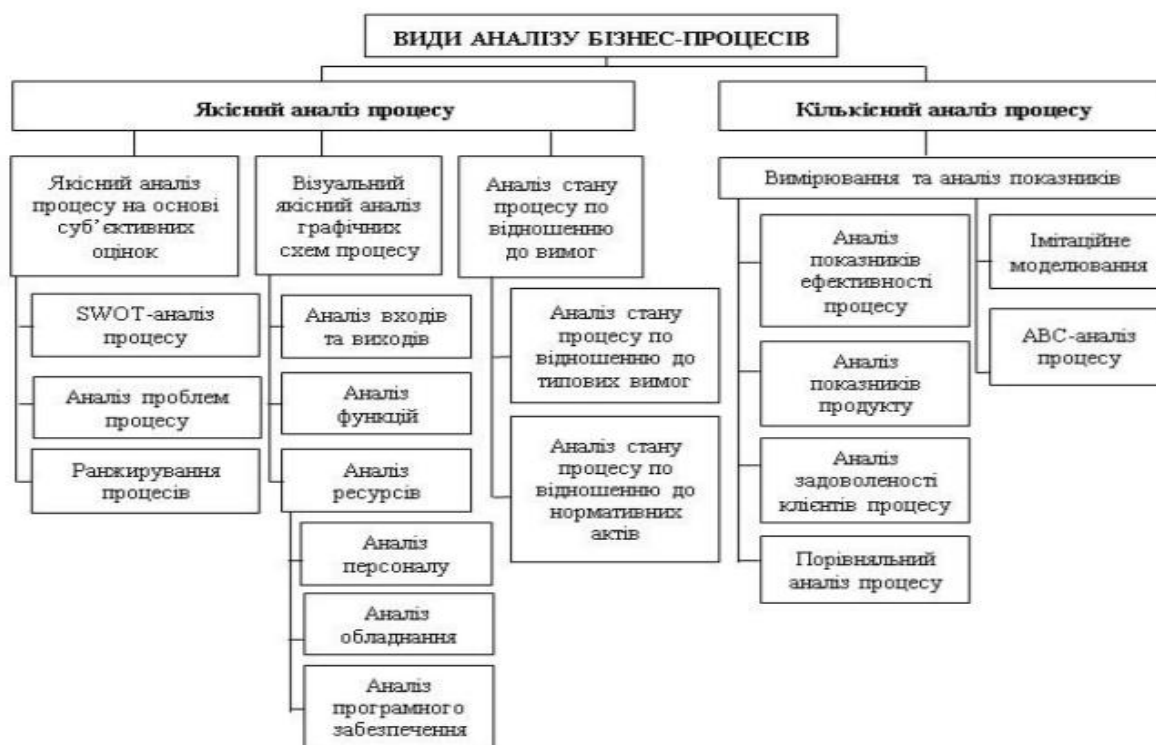 ВИДИ АНАЛІЗУ БІЗНЕС-ПРОЦЕСІВ
Якісний аналіз процесу
Якісний аналіз
процесу на основі
суб’єктивних
оцінок
SWOT-аналіз
процесу
Аналіз проблем
процесу
Ранжирування
процесів
Візуальний
якісний аналіз
графічних
схем процесу
Аналіз входів
та виходів
Аналіз
функцій
Аналіз
ресурсів
Аналіз
персоналу
Аналіз
обладнання
Аналіз
програмного
забезпечення
Аналіз стану
процесу по
відношенню
до вимог
Аналіз стану
процесу по
відношенню до
типових вимог
Аналіз стану
процесу по
відношенню до
нормативних
актів
Кількісний аналіз процесу
Вимірювання та аналіз показників
Аналіз
показників
ефективності
процесу
Аналіз
показників
продукту
Аналіз
задоволеності
клієнтів процесу
Порівняльний
аналіз процесу
Імітаційне
моделювання
АВС-аналіз
процесу